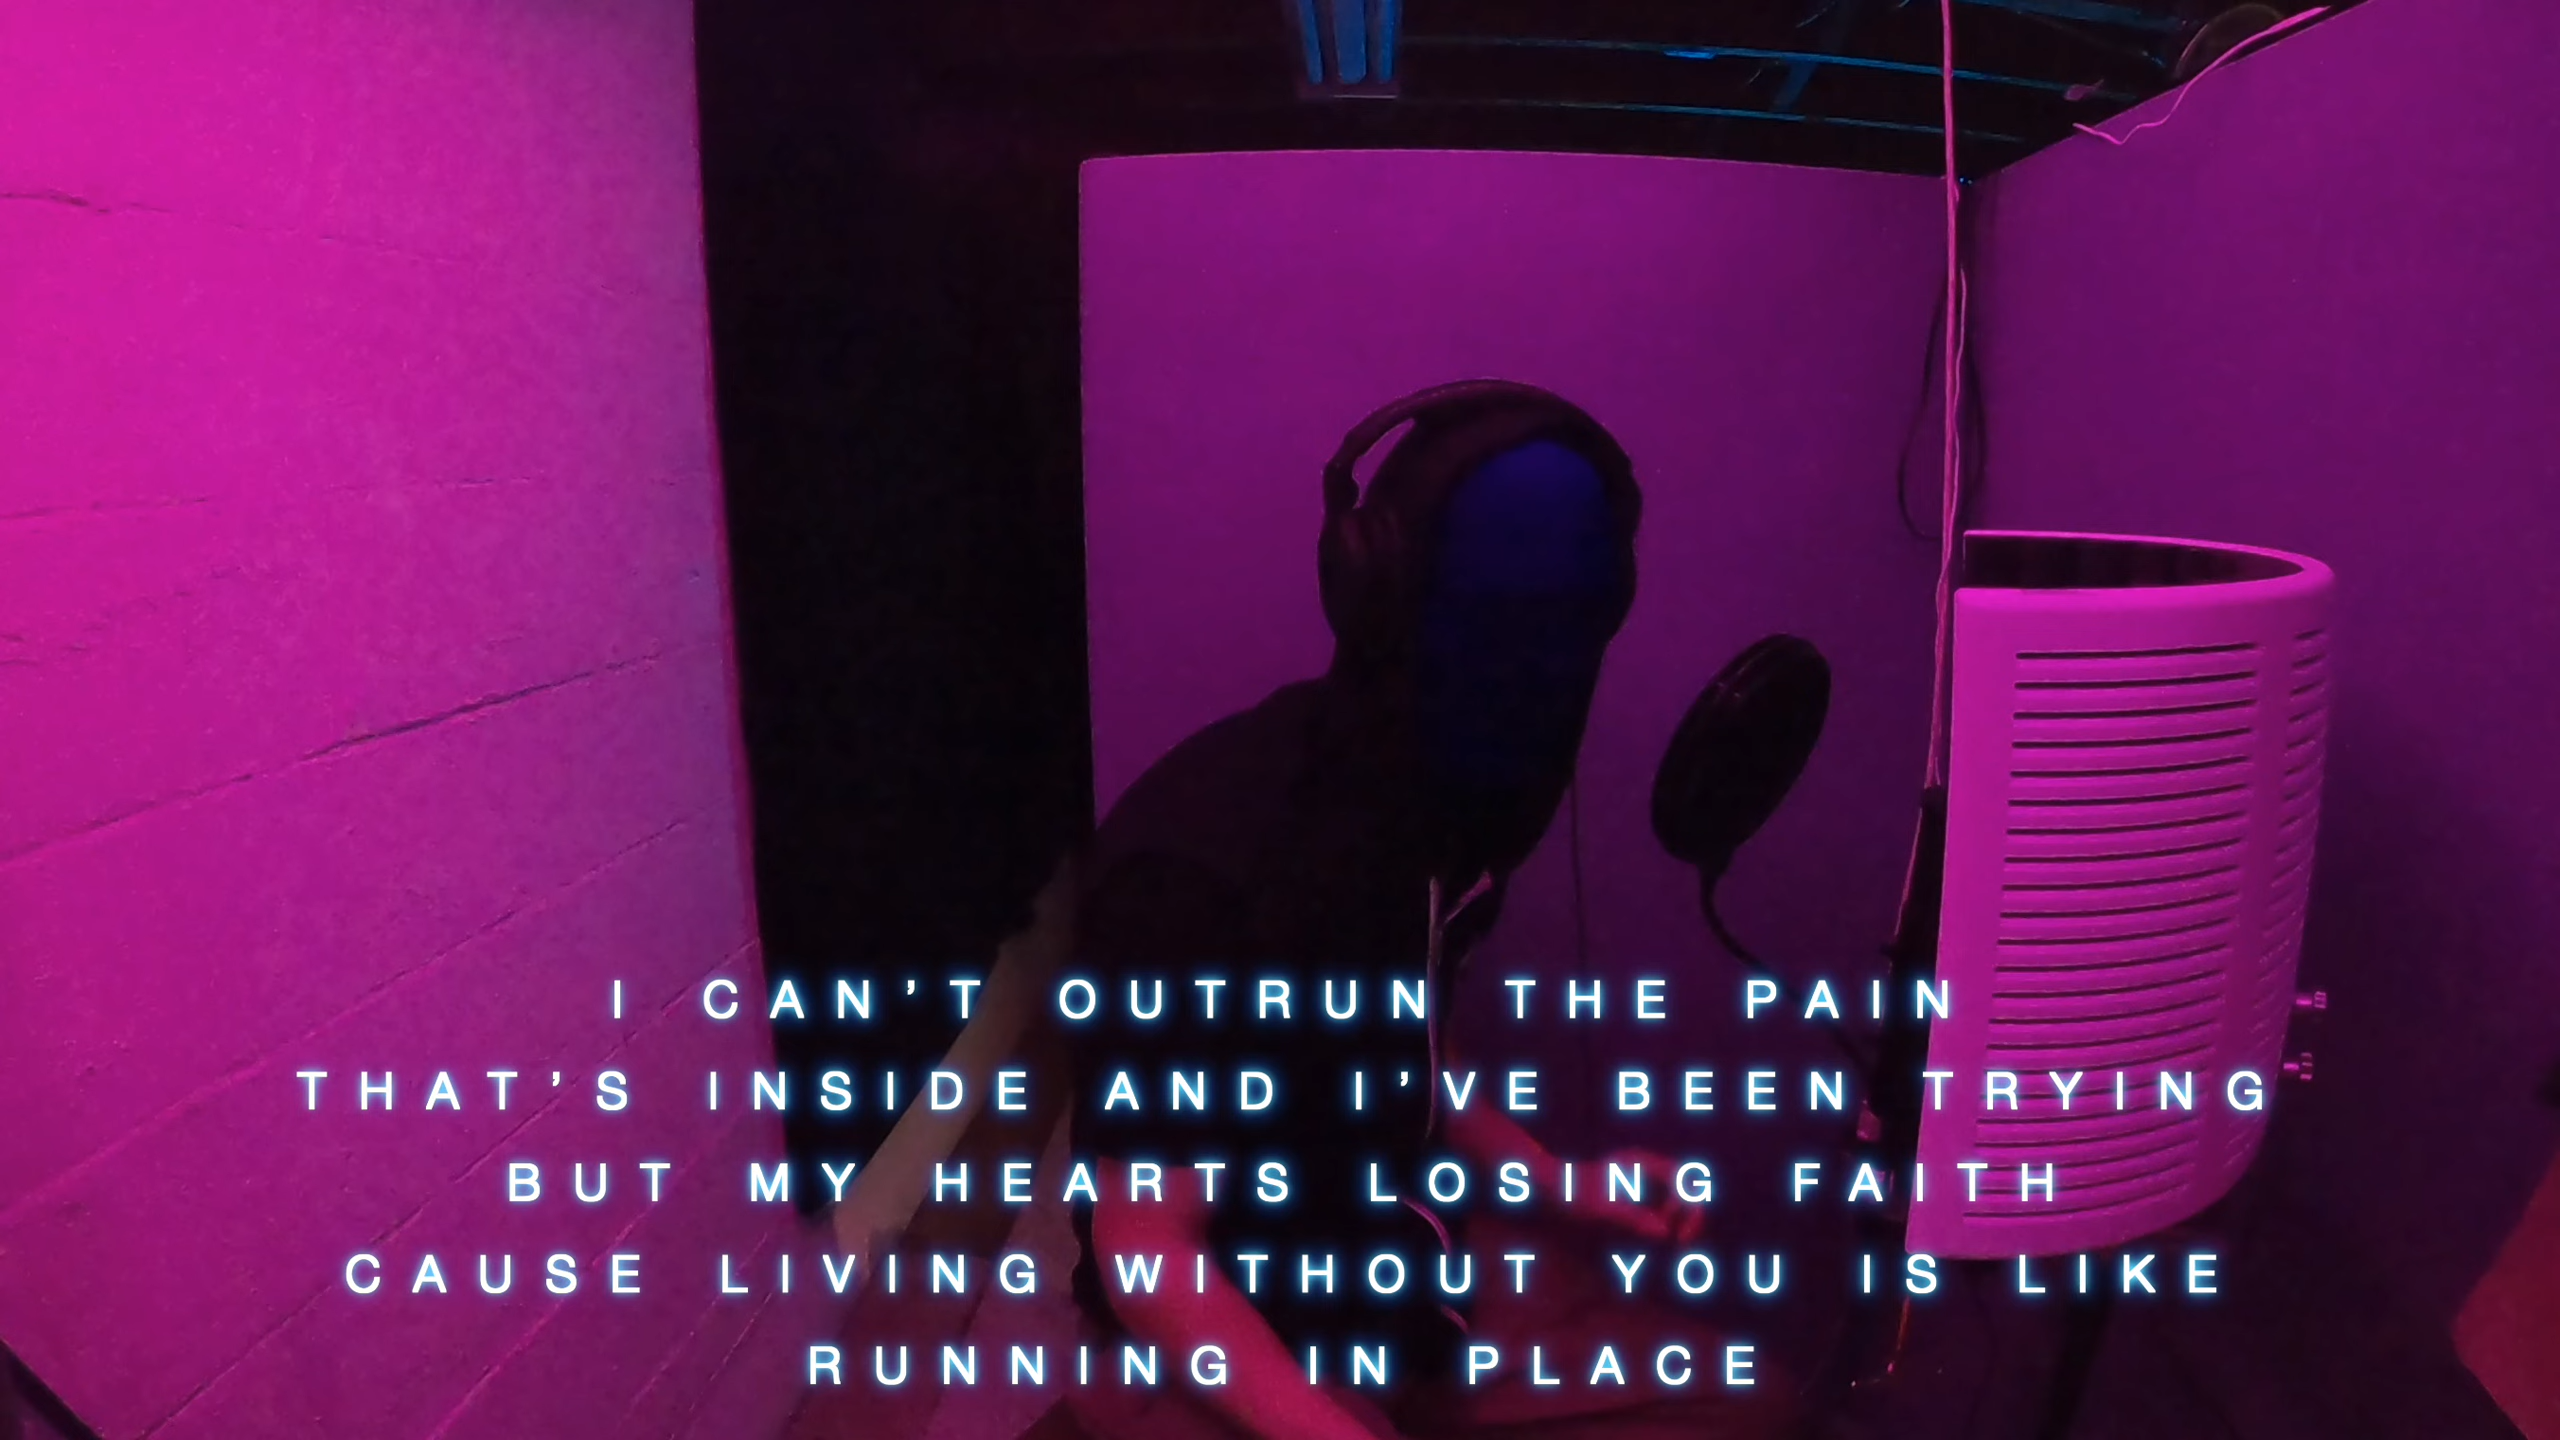 I CAN’T OUTRUN THE PAIN
THAT’S INSIDE AND I’VE BEEN TRYING
BUT MY HEARTS LOSING FAITH
CAUSE LIVING WITHOUT YOU IS LIKE
RUNNING IN PLACE